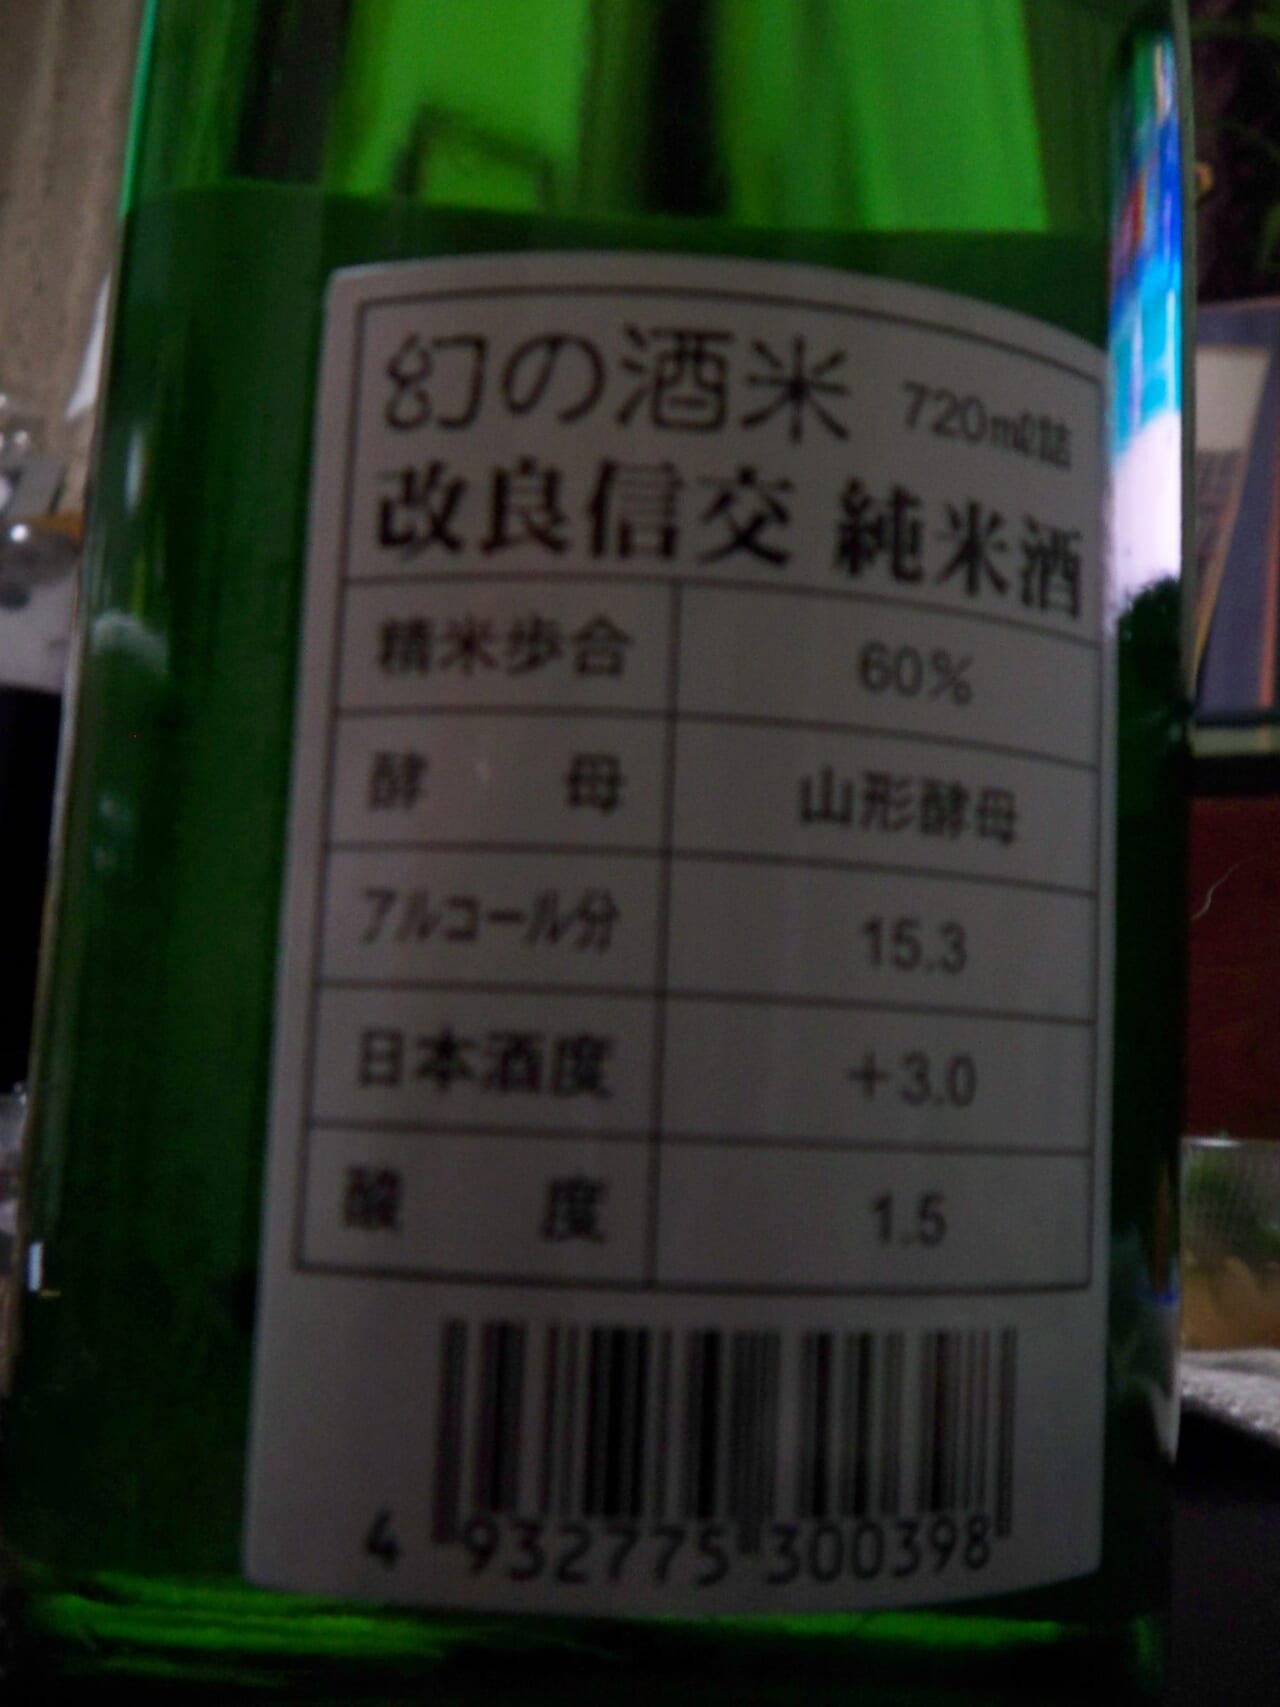 幻の酒米 720㎖詰
改良信交 純米酒
精米歩合 60%
酵母 山形酵母
アルコール分 15.3
日本酒度 +3.0
酸度 1.5
4 932775 300398